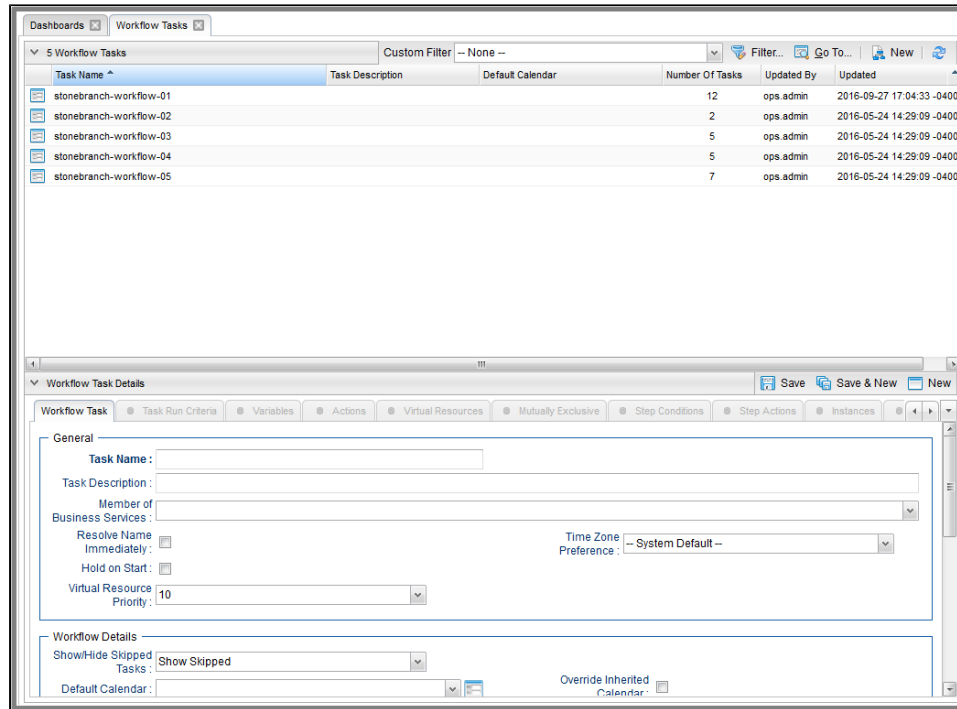 Dashboards Workflow Tasks
5 Workflow Tasks Custom Filter -- None -- Filter... Go To... New
Task Name Task Description Default Calendar Number Of Tasks Updated By Updated
stonebranch-workflow-01 12 ops.admin 2016-09-27 17:04:33 -0400
stonebranch-workflow-02 2 ops.admin 2016-05-24 14:29:09 -0400
stonebranch-workflow-03 5 ops.admin 2016-05-24 14:29:09 -0400
stonebranch-workflow-04 5 ops.admin 2016-05-24 14:29:09 -0400
stonebranch-workflow-05 7 ops.admin 2016-05-24 14:29:09 -0400
Workflow Task Details Save Save & New New
Workflow Task Task Run Criteria Variables Actions Virtual Resources Mutually Exclusive Step Conditions Step Actions Instances
General
Task Name :
Task Description :
Member of
Business Services :
Resolve Name
Immediately :
Time Zone
Preference : -- System Default --
Hold on Start :
Virtual Resource
Priority : 10
Workflow Details
Show/Hide Skipped
Tasks : Show Skipped
Default Calendar :
Override Inherited
Calendar :